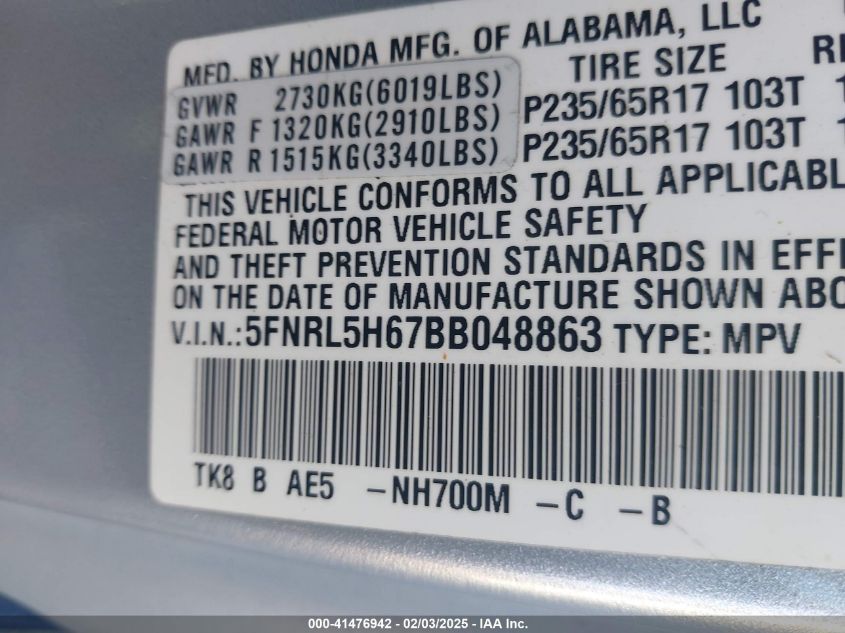 MFD. BY HONDA MFG. OF ALABAMA, LLC
TIRE SIZE
GVWR 2730KG(6019LBS)
GAWR F 1320KG(2910LBS) P235/65R17 103T
GAWR R 1515KG(3340LBS) P235/65R17 103T
THIS VEHICLE CONFORMS TO ALL APPLICABL
FEDERAL MOTOR VEHICLE SAFETY
AND THEFT PREVENTION STANDARDS IN EFF
ON THE DATE OF MANUFACTURE SHOWN ABO
V.I.N.: 5FNRL5H67BB048863 TYPE: MPV
TK8 B AE5 -NH700M -C -B
000-41476942 - 02/03/2025 - IAA Inc.